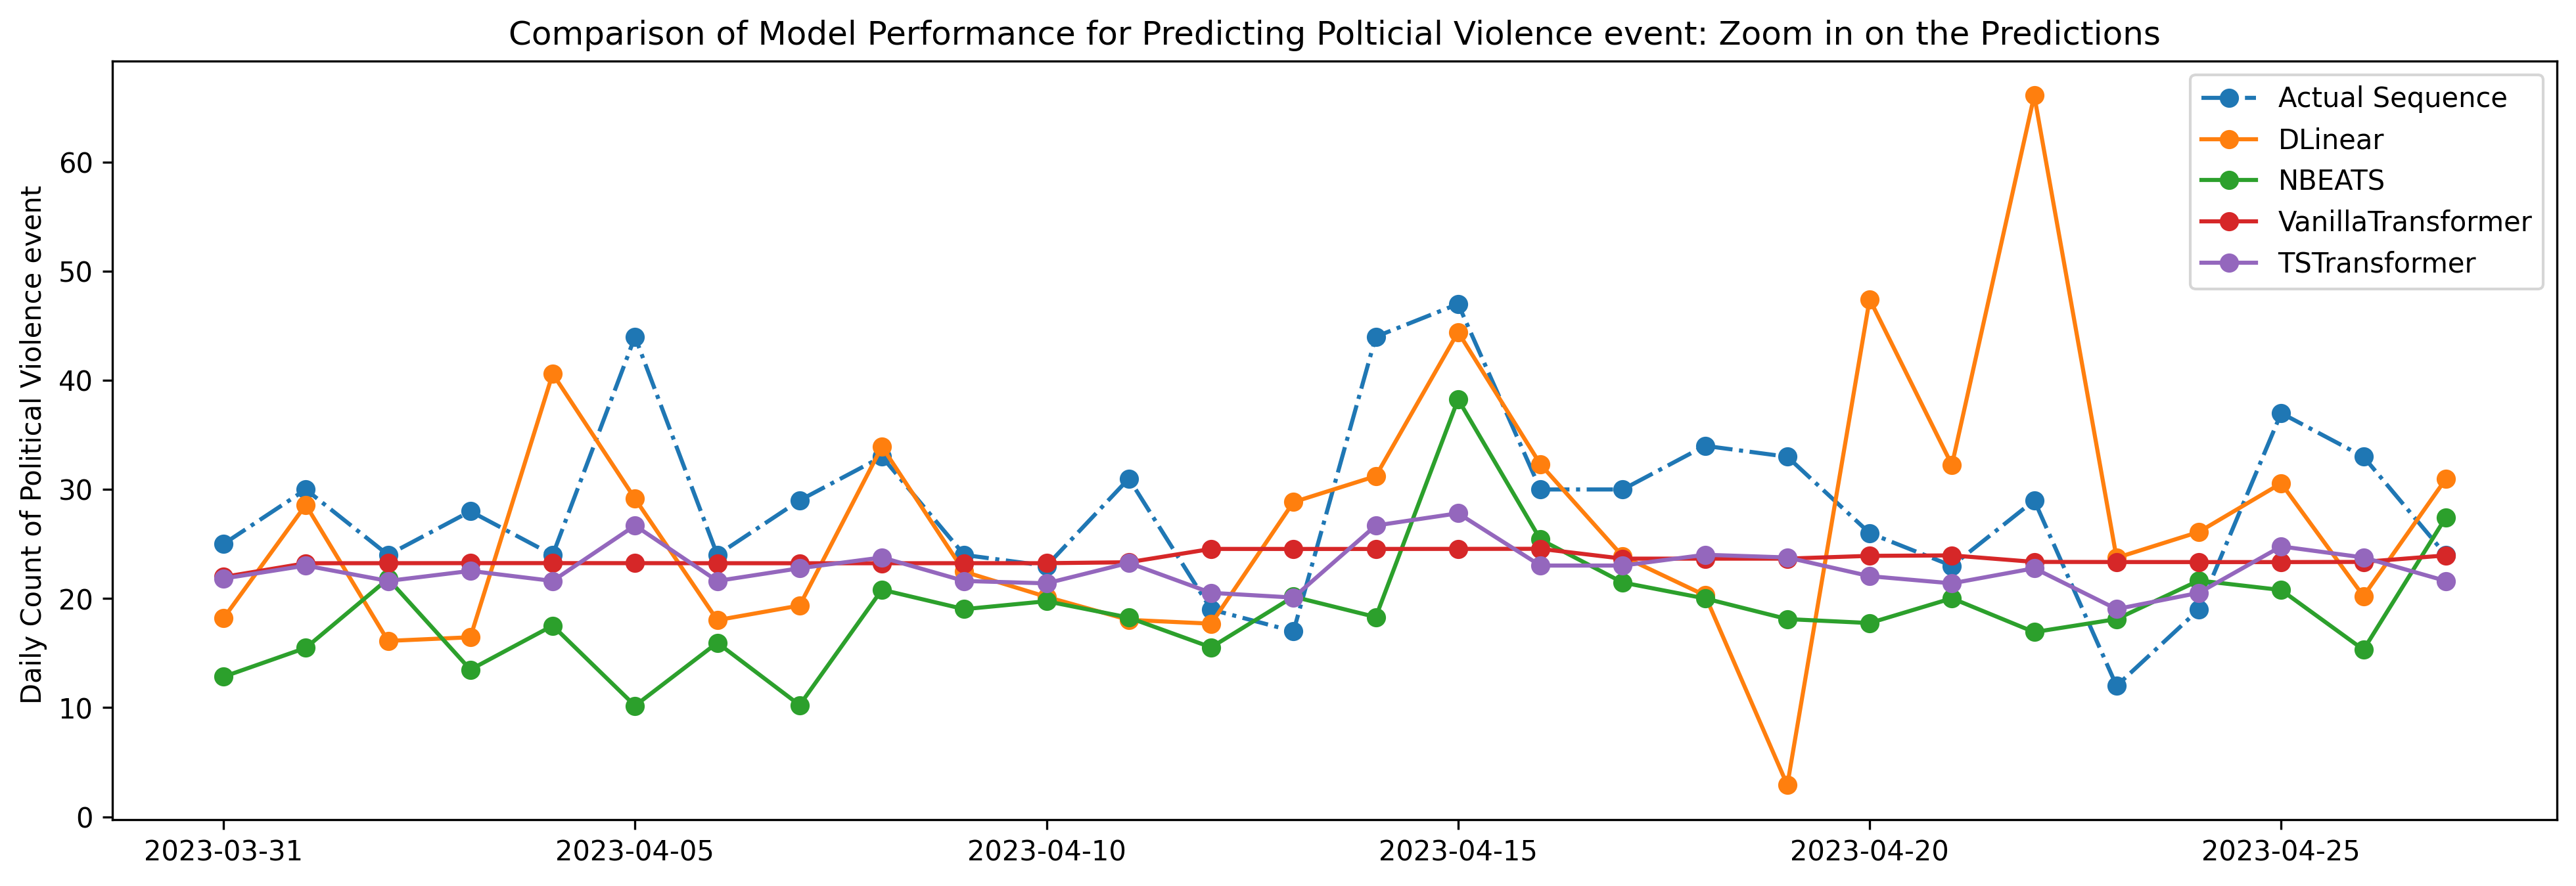 Comparison of Model Performance for Predicting Polticial Violence event: Zoom in on the Predictions
Daily Count of Political Violence event
60
50
40
30
20
10
0
2023-03-31
2023-04-05
2023-04-10
2023-04-15
2023-04-20
2023-04-25
Actual Sequence
DLinear
NBEATS
VanillaTransformer
TSTransformer